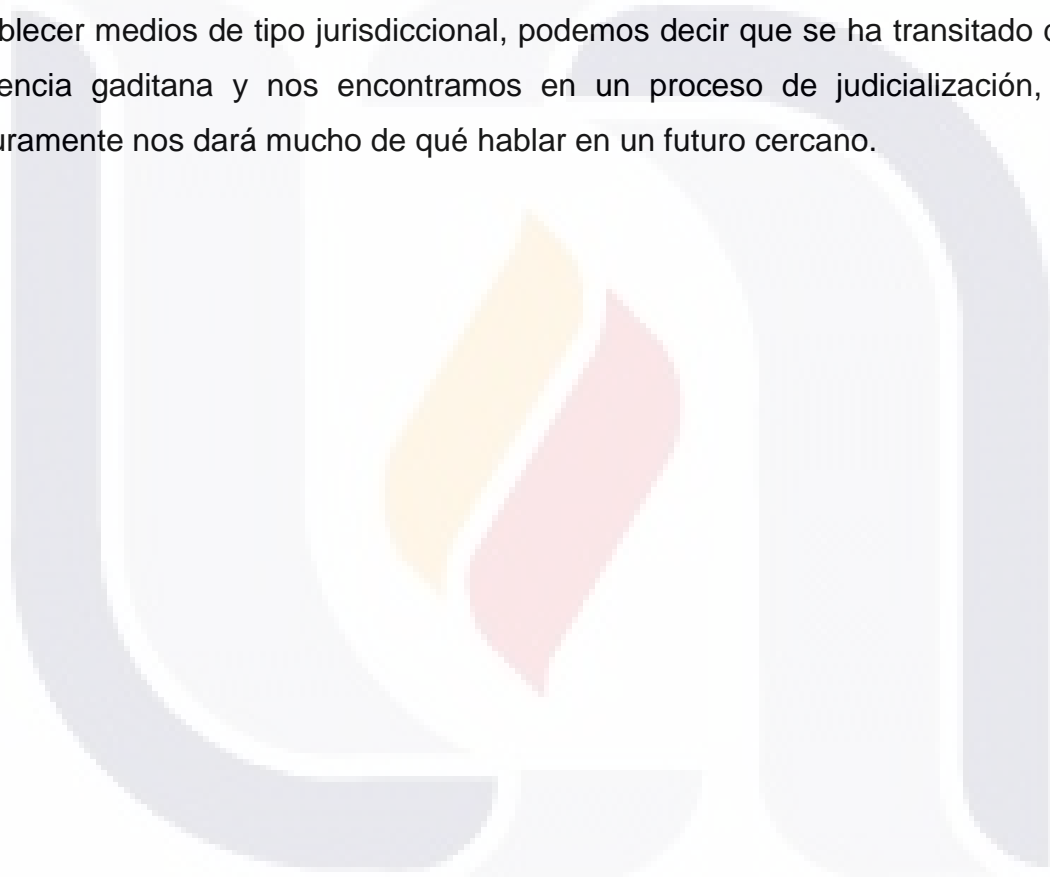 blecer medios de tipo jurisdiccional, podemos decir que se ha transitado
encia gaditana y nos encontramos en un proceso de judicialización,
uramente nos dará mucho de qué hablar en un futuro cercano.